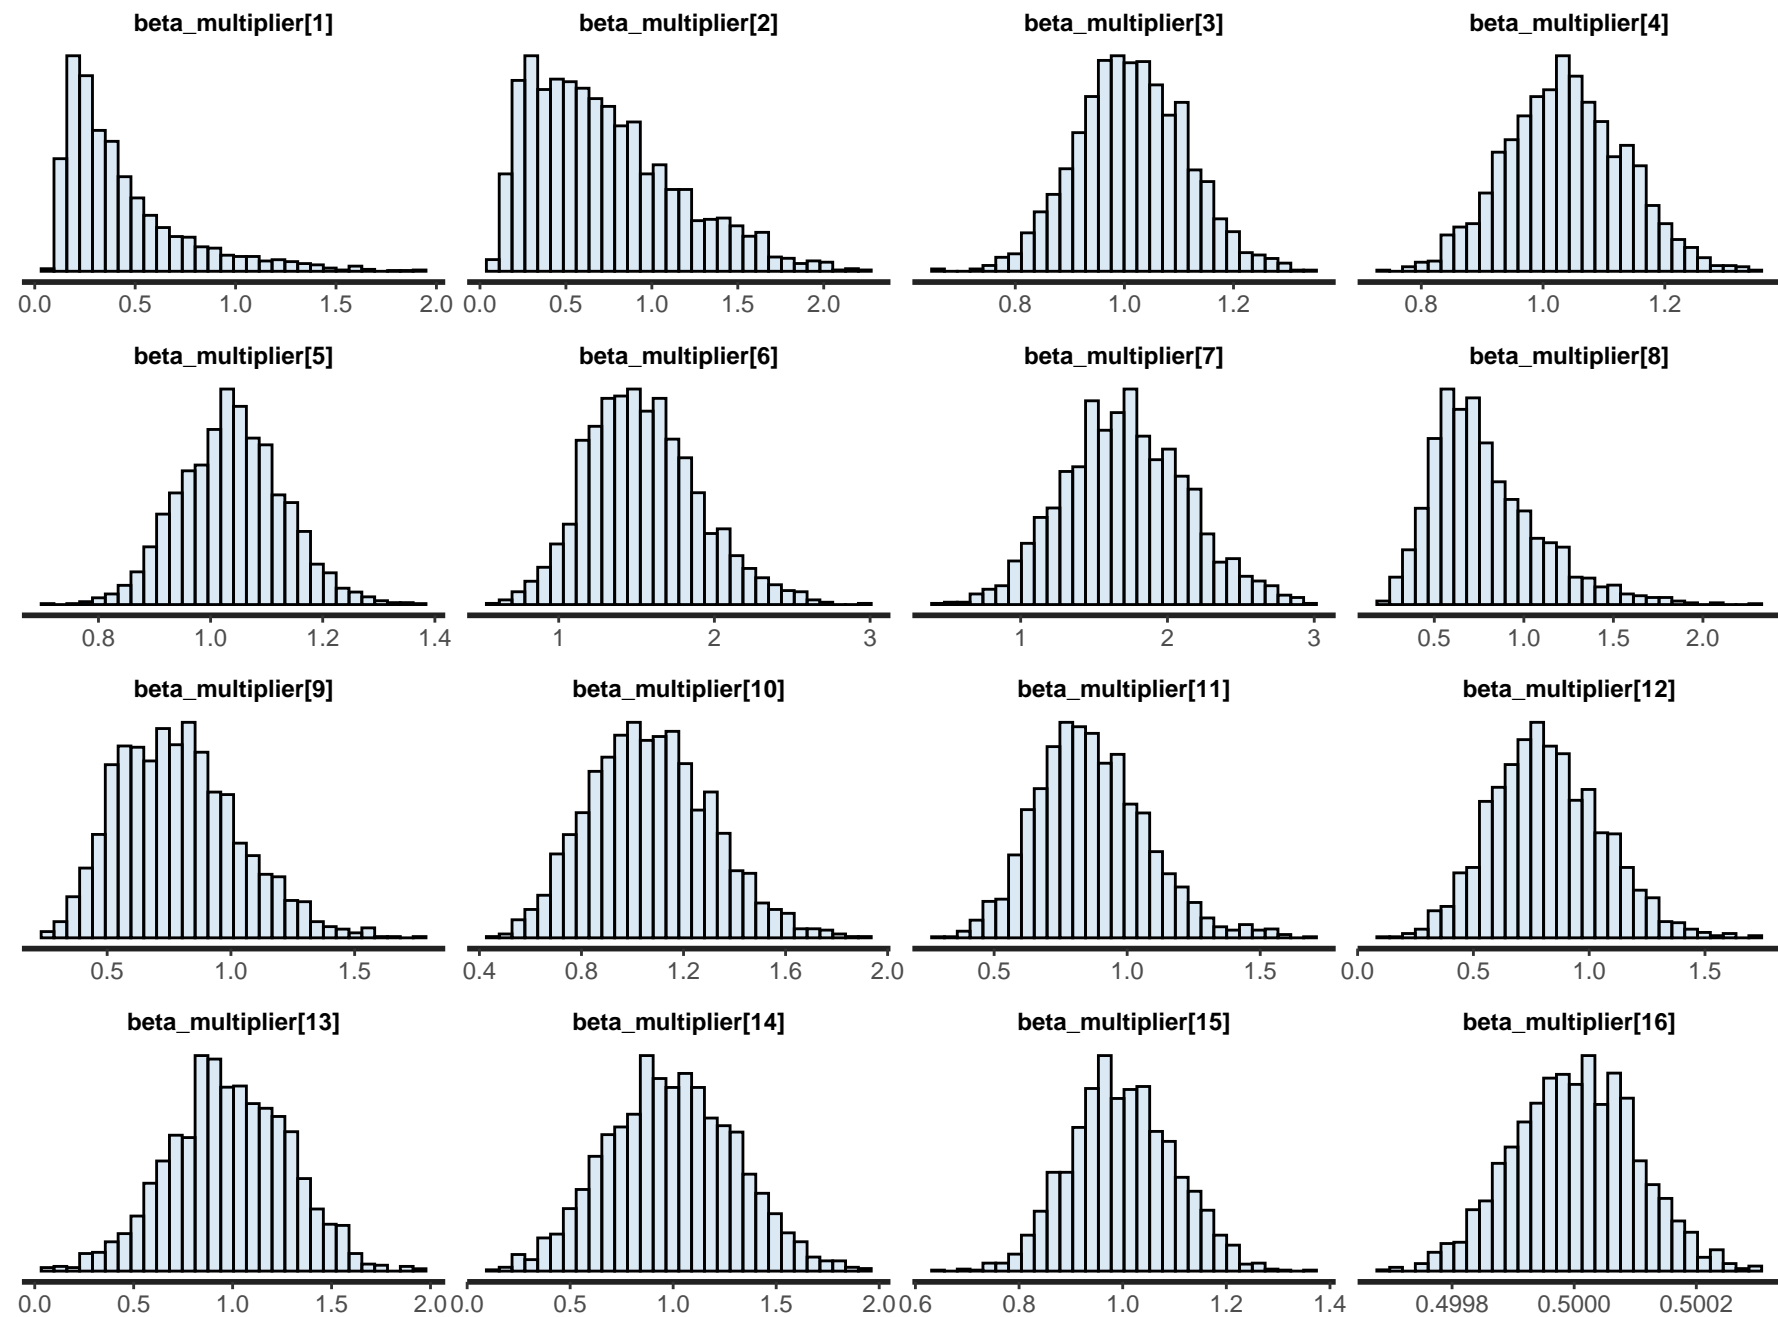 beta_multiplier[1] beta_multiplier[2] beta_multiplier[3] beta_multiplier[4]
0.0 0.5 1.0 1.5 2.0 0.0 0.5 1.0 1.5 2.0 0.8 1.0 1.2 0.8 1.0 1.2
beta_multiplier[5] beta_multiplier[6] beta_multiplier[7] beta_multiplier[8]
0.8 1.0 1.2 1.4 1 2 3 1 2 3 0.5 1.0 1.5 2.0
beta_multiplier[9] beta_multiplier[10] beta_multiplier[11] beta_multiplier[12]
0.5 1.0 1.5 0.4 0.8 1.2 1.6 2.0 0.5 1.0 1.5 0.0 0.5 1.0 1.5
beta_multiplier[13] beta_multiplier[14] beta_multiplier[15] beta_multiplier[16]
0.0 0.5 1.0 1.5 2.0 0.0 0.5 1.0 1.5 2.0 0.6 0.8 1.0 1.2 1.4 0.4998 0.5000 0.5002